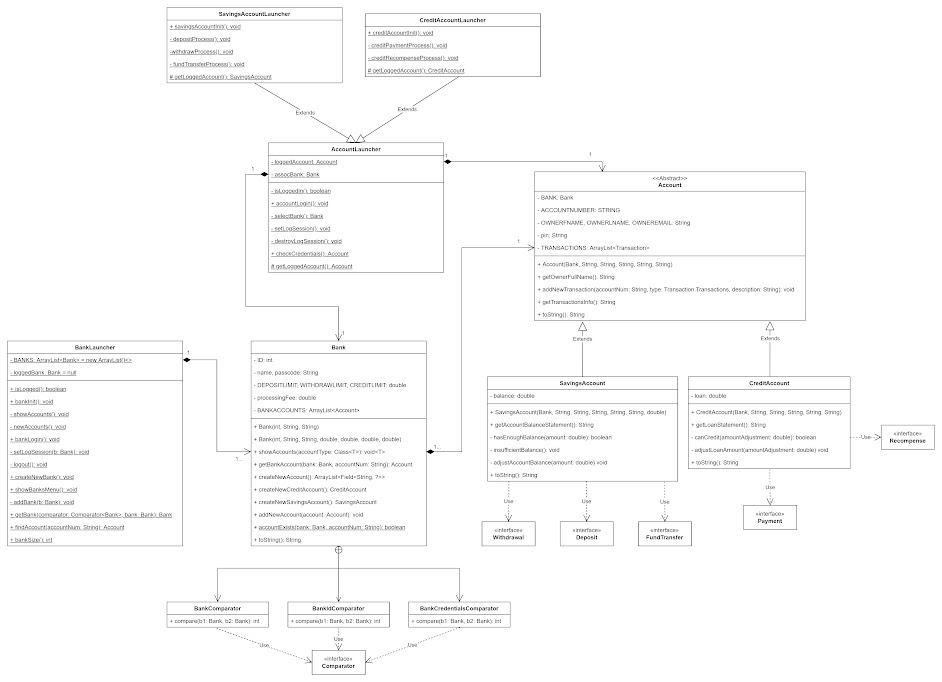 SavingsAccountLauncher
+ savingsAccountInit(): void
- depositProcess(): void
-withdrawProcess(): void
- fundTransferProcess(): void
# getLoggedAccount(): SavingsAccount
CreditAccountLauncher
+ creditAccountInit(): void
- creditPaymentProcess(): void
- creditRecompenseProcess(): void
# getLoggedAccount(): CreditAccount
Extends
Extends
AccountLauncher
- loggedAccount: Account
- assocBank: Bank
- isLoggedIn(): boolean
+ accountLogin(): void
- selectBank(): Bank
- setLogSession(): void
- destroyLogSession(): void
+ checkCredentials(): Account
# getLoggedAccount(): Account
1
1
1
1
1
<<Abstract>>
Account
- BANK: Bank
- ACCOUNTNUMBER: STRING
- OWNERFNAME, OWNERLNAME, OWNEREMAIL: String
- pin: String
- TRANSACTIONS: ArrayList<Transaction>
+ Account(Bank, String, String, String, String, String)
+ getOwnerFullName(): String
+ addNewTransaction(accountNum: String, type: Transaction.Transactions, description: String): void
+ getTransactionsInfo(): String
+ toString(): String
Extends
Extends
BankLauncher
- BANKS: ArrayList<Bank> = new ArrayList()<>
- loggedBank: Bank = null
+ isLogged(): boolean
+ bankInit(): void
- showAccounts(): void
- newAccounts(): void
+ bankLogin(): void
- setLogSession(b: Bank): void
- logout(): void
+ createNewBank(): void
+ showBanksMenu(): void
- addBank(b: Bank): void
+ getBank(comparator: Comparator<Bank>, bank: Bank): Bank
+ findAccount(accountNum: String): Account
+ bankSize(): int
1
1...
Bank
- ID: int
- name, passcode: String
- DEPOSITLIMIT, WITHDRAWLIMIT, CREDITLIMIT: double
- processingFee: double
- BANKACCOUNTS: ArrayList<Account>
+ Bank(int, String, String)
+ Bank(int, String, String, double, double, double, double)
+ showAccounts(accountType: Class<T>): void<T>
+ getBankAccount(bank: Bank, accountNum: String): Account
+ createNewAccount(): ArrayList<Field<String, ?>>
+ createNewCreditAccount(): CreditAccount
+ createNewSavingsAccount(): SavingsAccount
+ addNewAccount(account: Account): void
+ accountExists(bank: Bank, accountNum: String): boolean
+ toString(): String
1...
SavingsAccount
- balance: double
+ SavingsAccount(Bank, String, String, String, String, String, double)
+ getAccountBalanceStatement(): String
- hasEnoughBalance(amount: double): boolean
- insufficientBalance(): void
- adjustAccountBalance(amount: double) void
+ toString(): String
CreditAccount
- loan: double
+ CreditAccount(Bank, String, String, String, String, String)
+ getLoanStatement(): String
- canCredit(amountAdjustment: double): boolean
- adjustLoanAmount(amountAdjustment: double) void
+ toString(): String
Use
«interface»
Recompense
Use
Use
Use
Use
«interface»
Withdrawal
«interface»
Deposit
«interface»
FundTransfer
«interface»
Payment
BankComparator
+ compare(b1: Bank, b2: Bank): int
BankIdComparator
+ compare(b1: Bank, b2: Bank): int
BankCredentialsComparator
+ compare(b1: Bank, b2: Bank): int
Use
Use
Use
«interface»
Comparator